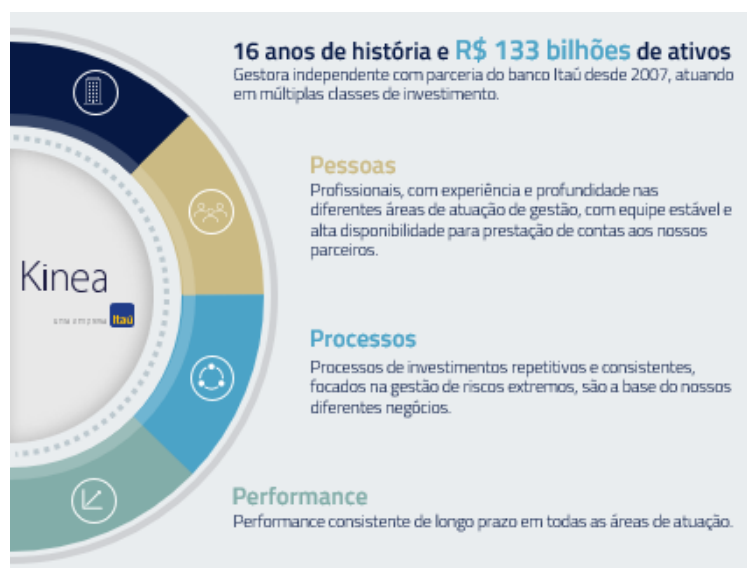 16 anos de história e R$ 133 bilhões de ativos
Gestora independente com parceria do banco Itaú desde 2007, atuando
em múltiplas classes de investimento.
Pessoas
Profissionais, com experiência e profundidade nas
diferentes áreas de atuação de gestão, com equipe estável e
alta disponibilidade para prestação de contas aos nossos
parceiros.
Kinea
uma empresa Itaú
Processos
Processos de investimentos repetitivos e consistentes,
focados na gestão de riscos extremos, são a base do nossos
diferentes negócios.
Performance
Performance consistente de longo prazo em todas as áreas de atuação.